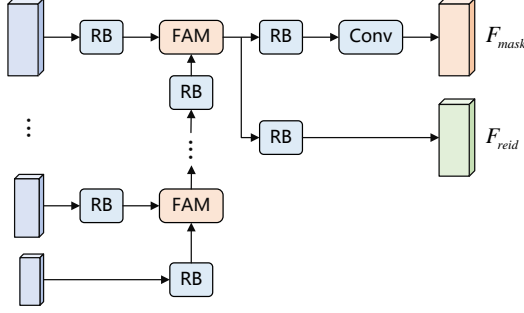 RB FAM RB Conv F_mask
RB
RB F_reid
⋮ ⋮
RB FAM
RB